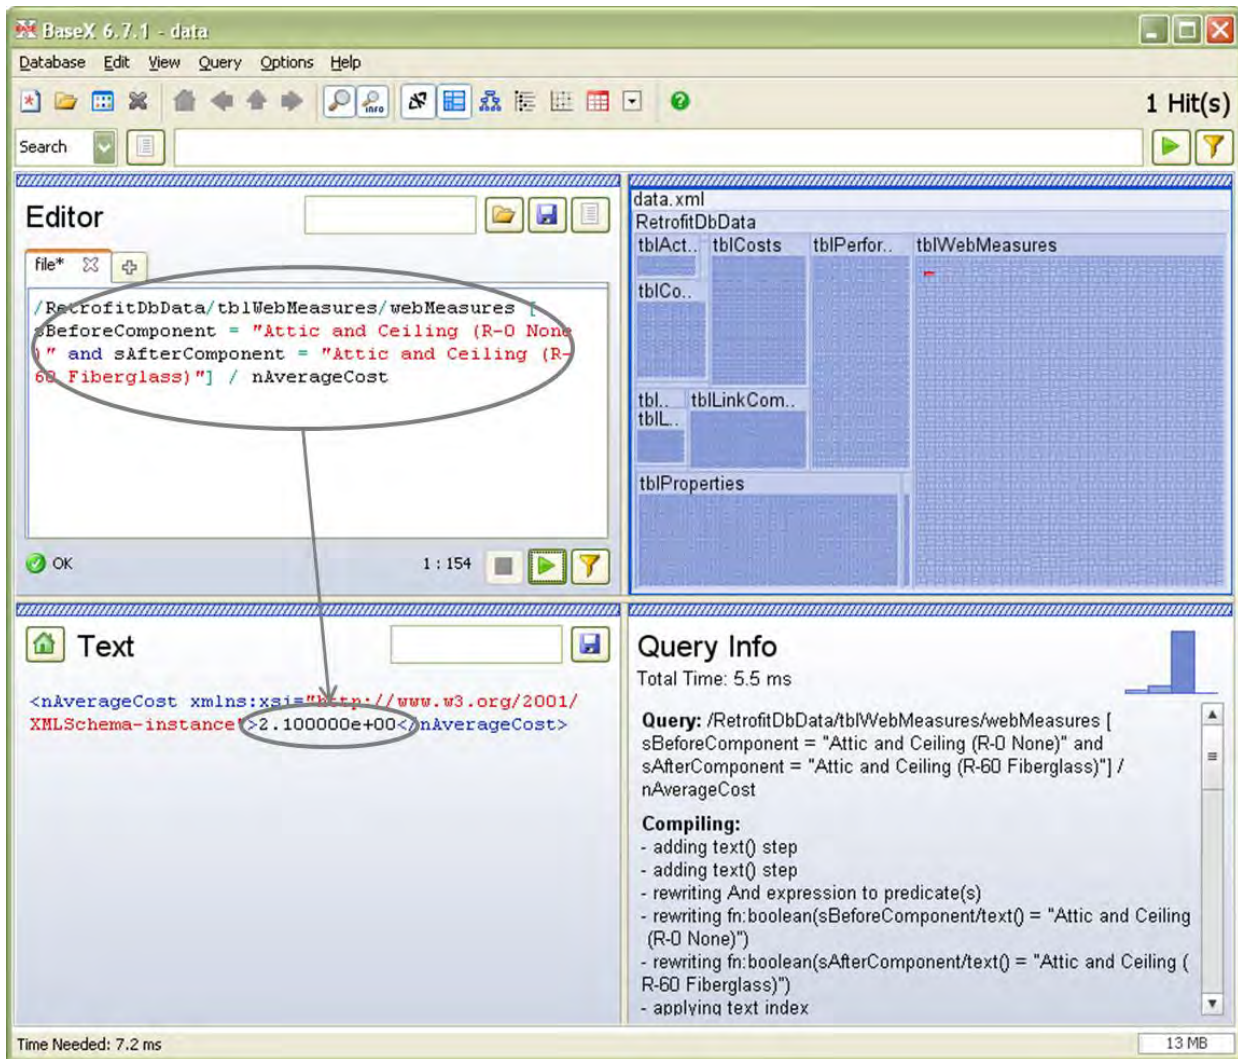 BaseX 6.7.1 - data
Database Edit View Query Options Help
info
1 Hit(s)
Search
Editor
file*
/RetrofitDbData/tblWebMeasures/webMeasures [
sBeforeComponent = "Attic and Ceiling (R-0 None
)" and sAfterComponent = "Attic and Ceiling (R-
60 Fiberglass)"] / nAverageCost
OK
1 : 154
data.xml
RetrofitDbData
tblAct.. tblCosts tblPerfor.. tblWebMeasures
tblCo..
tbl.. tblLinkCom..
tblL..
tblProperties
Text
<nAverageCost xmlns:xsi="http://www.w3.org/2001/
XMLSchema-instance">2.100000e+00</nAverageCost>
Query Info
Total Time: 5.5 ms
Query: /RetrofitDbData/tblWebMeasures/webMeasures [
sBeforeComponent = "Attic and Ceiling (R-0 None)" and
sAfterComponent = "Attic and Ceiling (R-60 Fiberglass)"] /
nAverageCost
Compiling:
- adding text() step
- adding text() step
- rewriting And expression to predicate(s)
- rewriting fn:boolean(sBeforeComponent/text() = "Attic and Ceiling
(R-0 None)")
- rewriting fn:boolean(sAfterComponent/text() = "Attic and Ceiling (
R-60 Fiberglass)")
- applying text index
Time Needed: 7.2 ms
13 MB